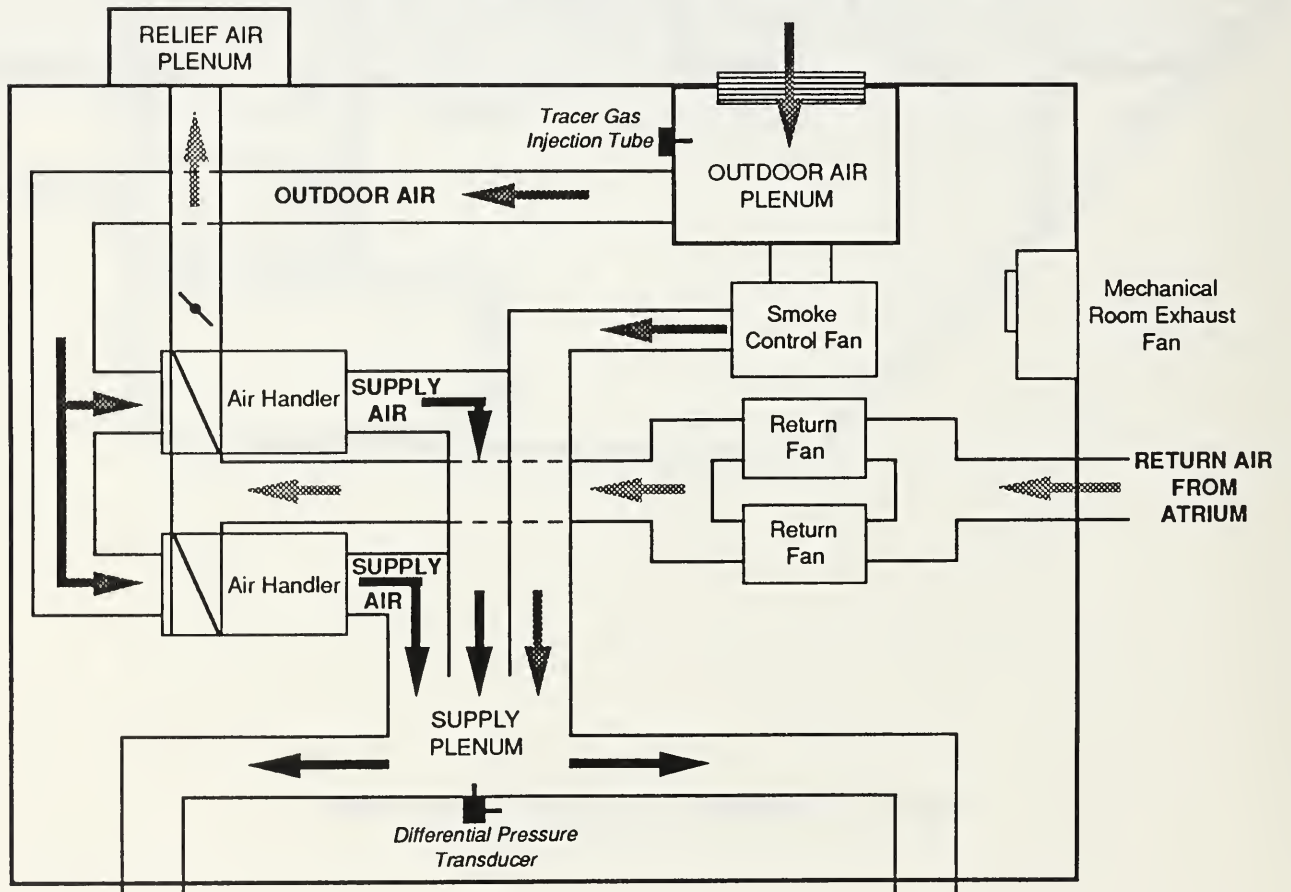 RELIEF AIR
PLENUM
Tracer Gas
Injection Tube
OUTDOOR AIR
PLENUM
OUTDOOR AIR
Smoke
Control Fan
Mechanical
Room Exhaust
Fan
Air Handler
SUPPLY
AIR
Return
Fan
RETURN AIR
FROM
ATRIUM
Return
Fan
Air Handler
SUPPLY
AIR
SUPPLY
PLENUM
Differential Pressure
Transducer